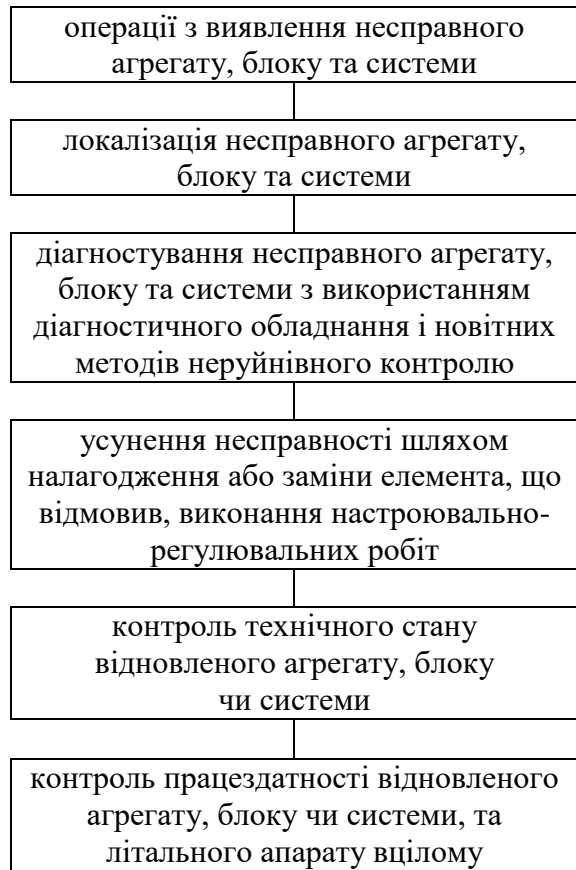 операції з виявлення несправного
агрегату, блоку та системи
локалізація несправного агрегату,
блоку та системи
діагностування несправного агрегату,
блоку та системи з використанням
діагностичного обладнання і новітних
методів неруйнівного контролю
усунення несправності шляхом
налагодження або заміни елемента, що
відмовив, виконання настроювально-
регулювальних робіт
контроль технічного стану
відновленого агрегату, блоку
чи системи
контроль працездатності відновленого
агрегату, блоку чи системи, та
літального апарату вцілому